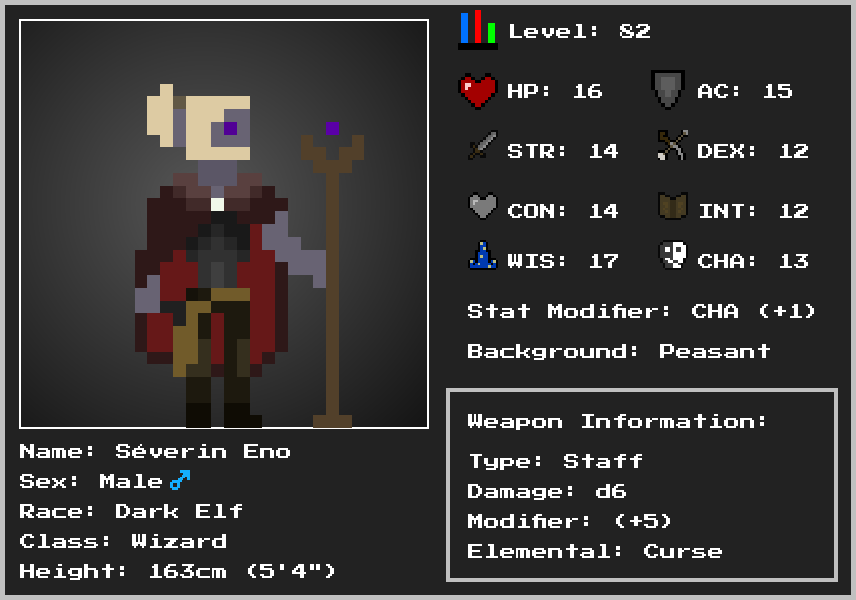 Level: 82
HP: 16 AC: 15
STR: 14 DEX: 12
CON: 14 INT: 12
WIS: 17 CHA: 13
Stat Modifier: CHA (+1)
Background: Peasant
Weapon Information:
Type: Staff
Damage: d6
Modifier: (+5)
Elemental: Curse
Name: Séverin Eno
Sex: Male♂
Race: Dark Elf
Class: Wizard
Height: 163cm (5'4")